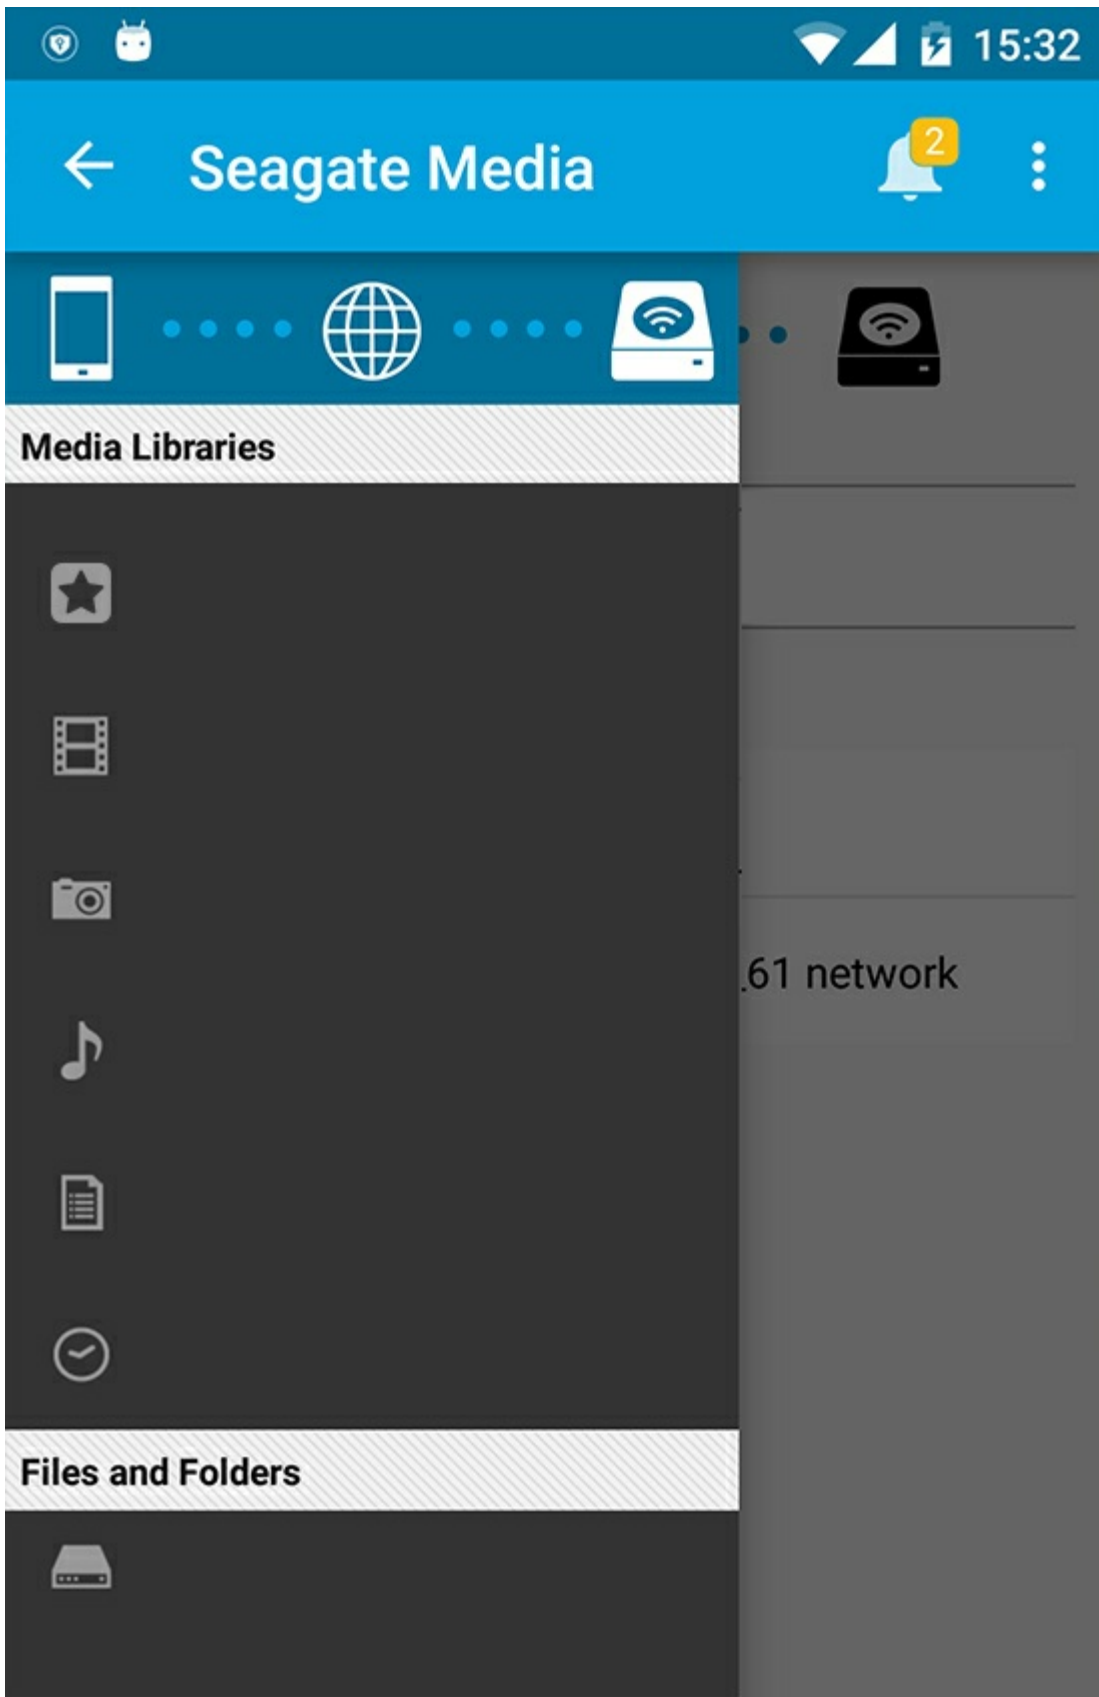 15:32
Seagate Media
2
Media Libraries
61 network
Files and Folders